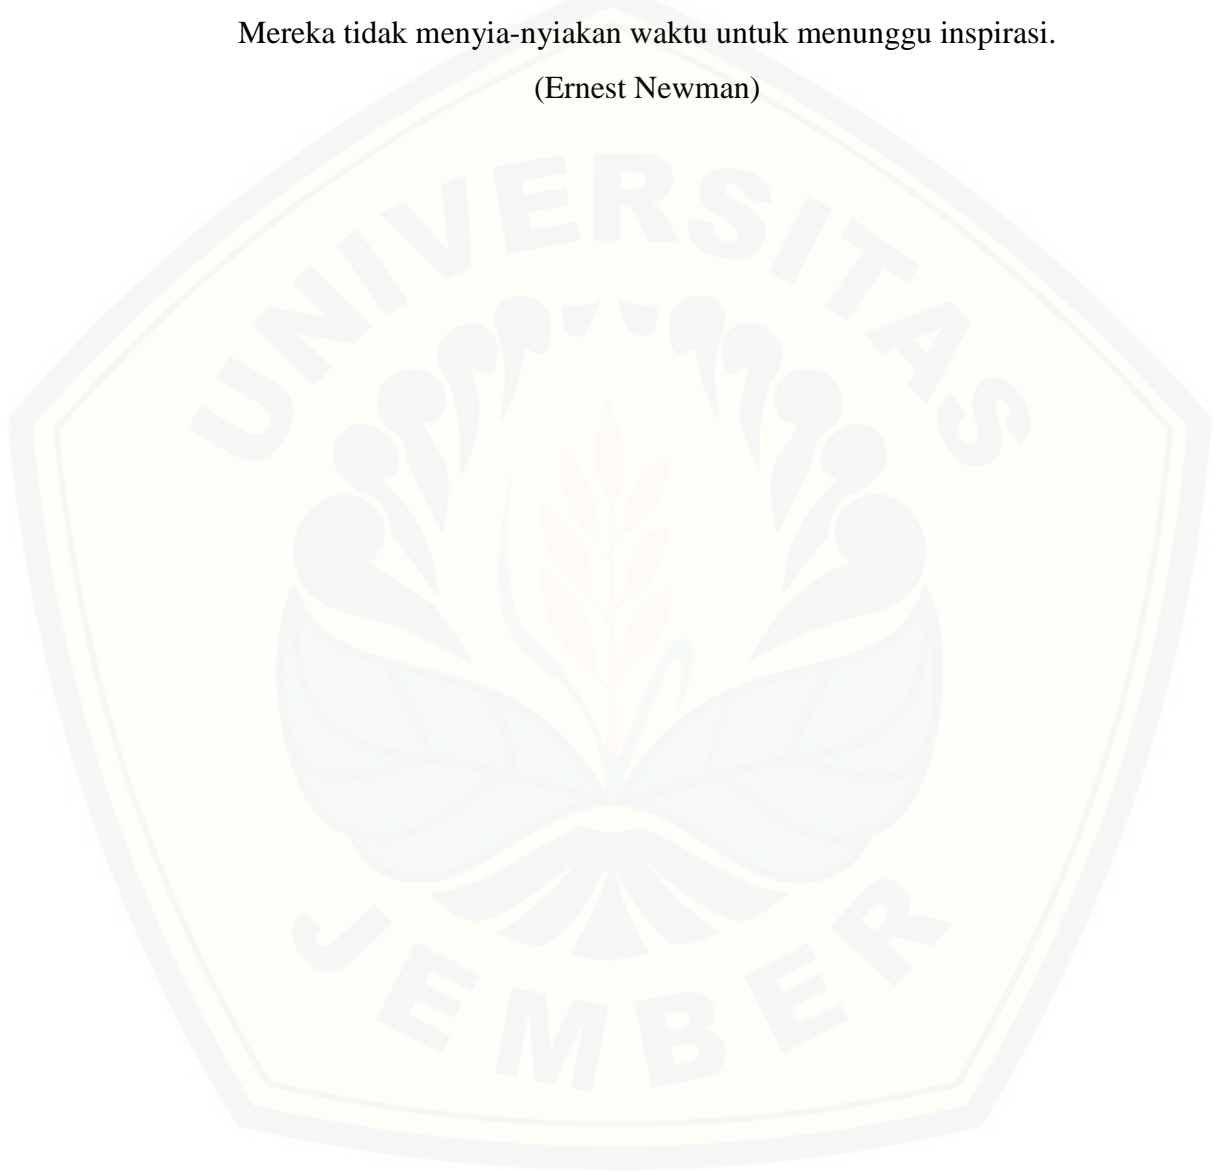 Mereka tidak menyia-nyiakan waktu untuk menunggu inspirasi.
(Ernest Newman)
UNIVERSITAS
JEMBER